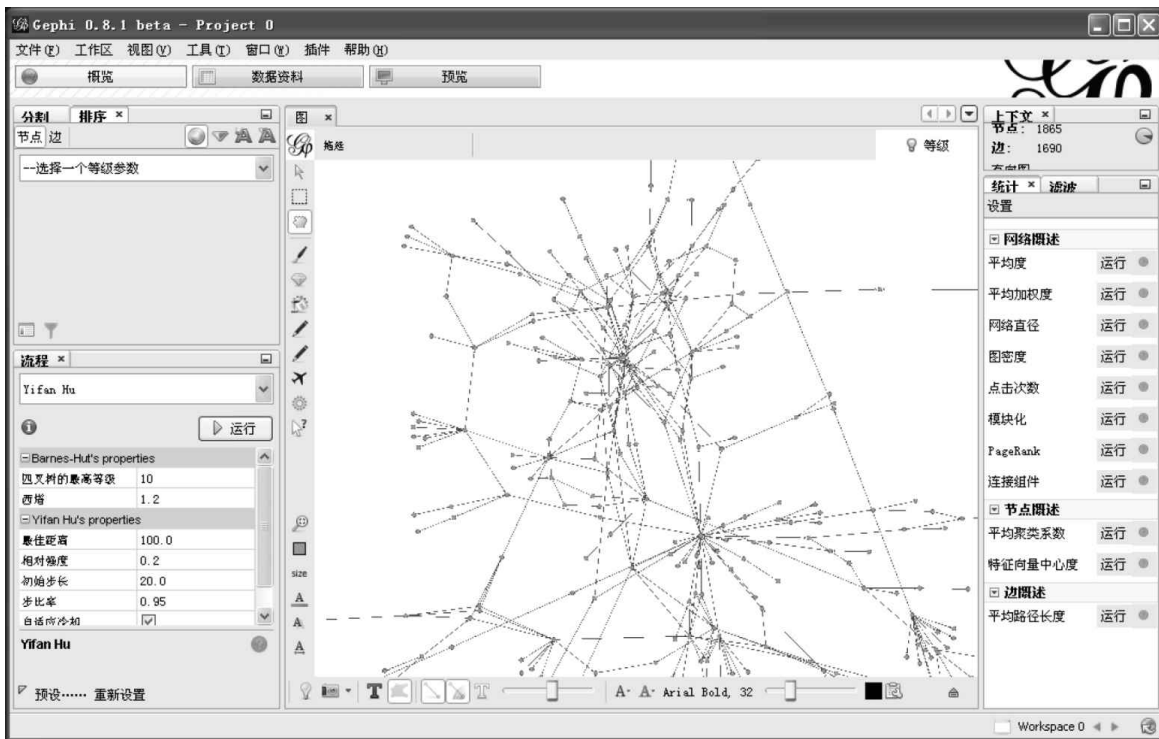 Gephi 0.8.1 beta - Project 0
文件(F) 工作区 视图(V) 工具(T) 窗口(W) 插件 帮助(H)
概览 数据资料 预览
分割 排序
节点 边
--选择一个等级参数
流程
Yifan Hu
运行
Barnes-Hut's properties
四叉树的最高等级 10
西塔 1.2
Yifan Hu's properties
最佳距离 100.0
相对强度 0.2
初始步长 20.0
步比率 0.95
自适应冷却
Yifan Hu
预设…… 重新设置
图
拖拽
等级
size
Arial Bold, 32
上下文
节点: 1865
边: 1690
有向图
统计 滤波
设置
网络概述
平均度 运行
平均加权度 运行
网络直径 运行
图密度 运行
点击次数 运行
模块化 运行
PageRank 运行
连接组件 运行
节点概述
平均聚类系数 运行
特征向量中心度 运行
边概述
平均路径长度 运行
Workspace 0